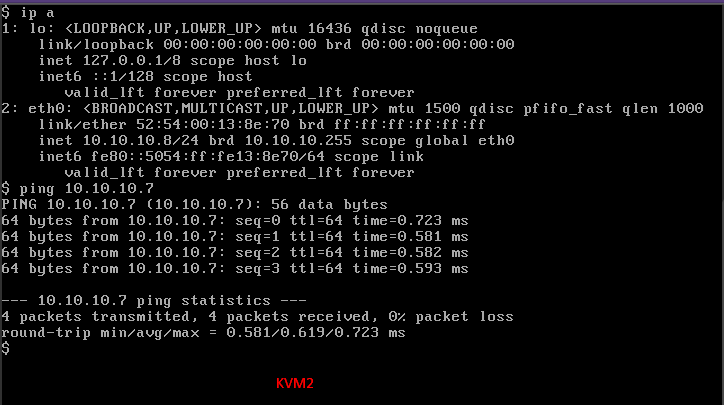 $ ip a
1: lo: <LOOPBACK,UP,LOWER_UP> mtu 16436 qdisc noqueue
link/loopback 00:00:00:00:00:00 brd 00:00:00:00:00:00
inet 127.0.0.1/8 scope host lo
inet6 ::1/128 scope host
valid_lft forever preferred_lft forever
2: eth0: <BROADCAST,MULTICAST,UP,LOWER_UP> mtu 1500 qdisc pfifo_fast qlen 1000
link/ether 52:54:00:13:8e:70 brd ff:ff:ff:ff:ff:ff
inet 10.10.10.8/24 brd 10.10.10.255 scope global eth0
inet6 fe80::5054:ff:fe13:8e70/64 scope link
valid_lft forever preferred_lft forever
$ ping 10.10.10.7
PING 10.10.10.7 (10.10.10.7): 56 data bytes
64 bytes from 10.10.10.7: seq=0 ttl=64 time=0.723 ms
64 bytes from 10.10.10.7: seq=1 ttl=64 time=0.581 ms
64 bytes from 10.10.10.7: seq=2 ttl=64 time=0.582 ms
64 bytes from 10.10.10.7: seq=3 ttl=64 time=0.593 ms
--- 10.10.10.7 ping statistics ---
4 packets transmitted, 4 packets received, 0% packet loss
round-trip min/avg/max = 0.581/0.619/0.723 ms
$
KVM2